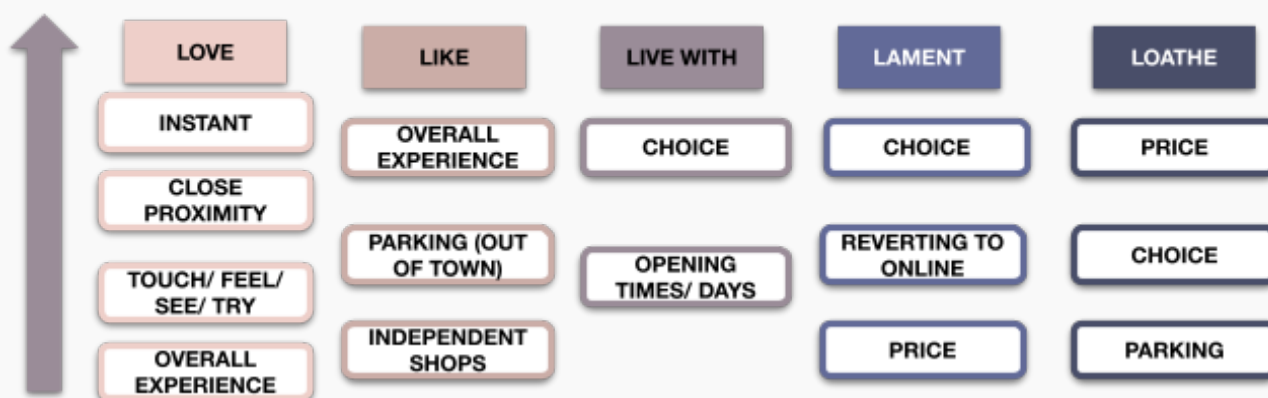 LOVE
LIKE
LIVE WITH
LAMENT
LOATHE
INSTANT
CLOSE
PROXIMITY
TOUCH/ FEEL/
SEE/ TRY
OVERALL
EXPERIENCE
OVERALL
EXPERIENCE
PARKING (OUT
OF TOWN)
INDEPENDENT
SHOPS
CHOICE
OPENING
TIMES/ DAYS
CHOICE
REVERTING TO
ONLINE
PRICE
PRICE
CHOICE
PARKING